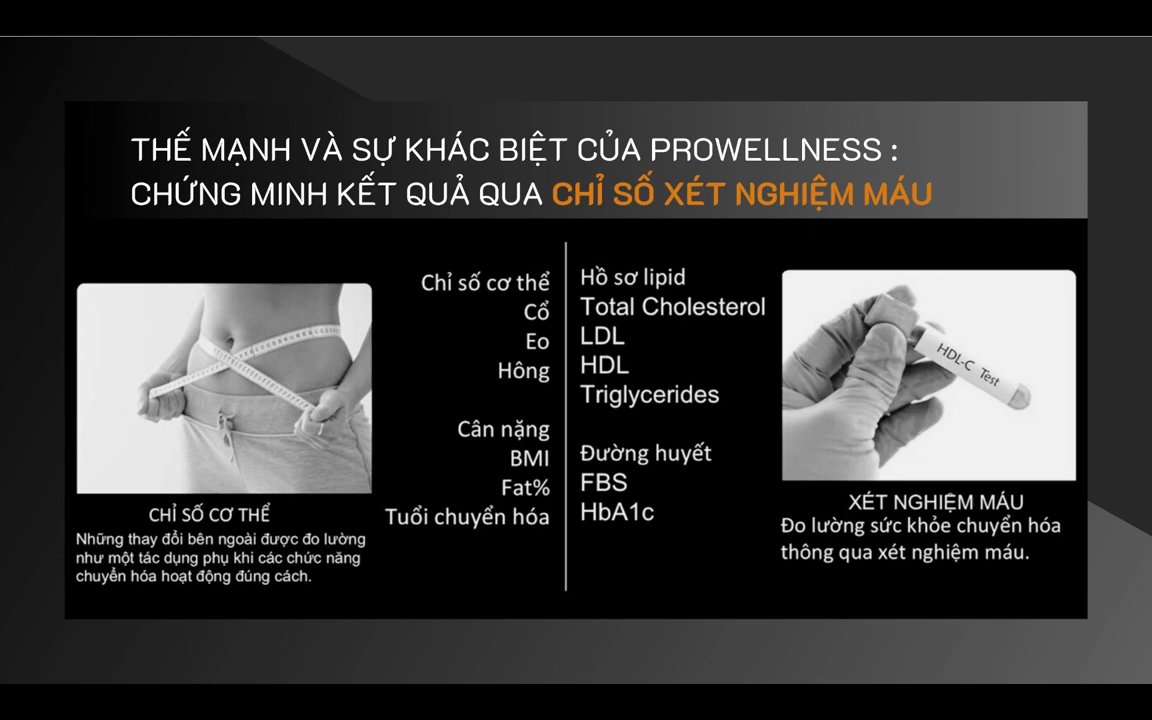 THẾ MẠNH VÀ SỰ KHÁC BIỆT CỦA PROWELLNESS :
CHỨNG MINH KẾT QUẢ QUA CHỈ SỐ XÉT NGHIỆM MÁU
Chỉ số cơ thể
Cổ
Eo
Hông
Cân nặng
BMI
Fat%
Tuổi chuyển hóa
CHỈ SỐ CƠ THỂ
Những thay đổi bên ngoài được đo lường
như một tác dụng phụ khi các chức năng
chuyển hóa hoạt động đúng cách.
Hồ sơ lipid
Total Cholesterol
LDL
HDL
Triglycerides
Đường huyết
FBS
HbA1c
HDL-C Test
XÉT NGHIỆM MÁU
Đo lường sức khỏe chuyển hóa
thông qua xét nghiệm máu.